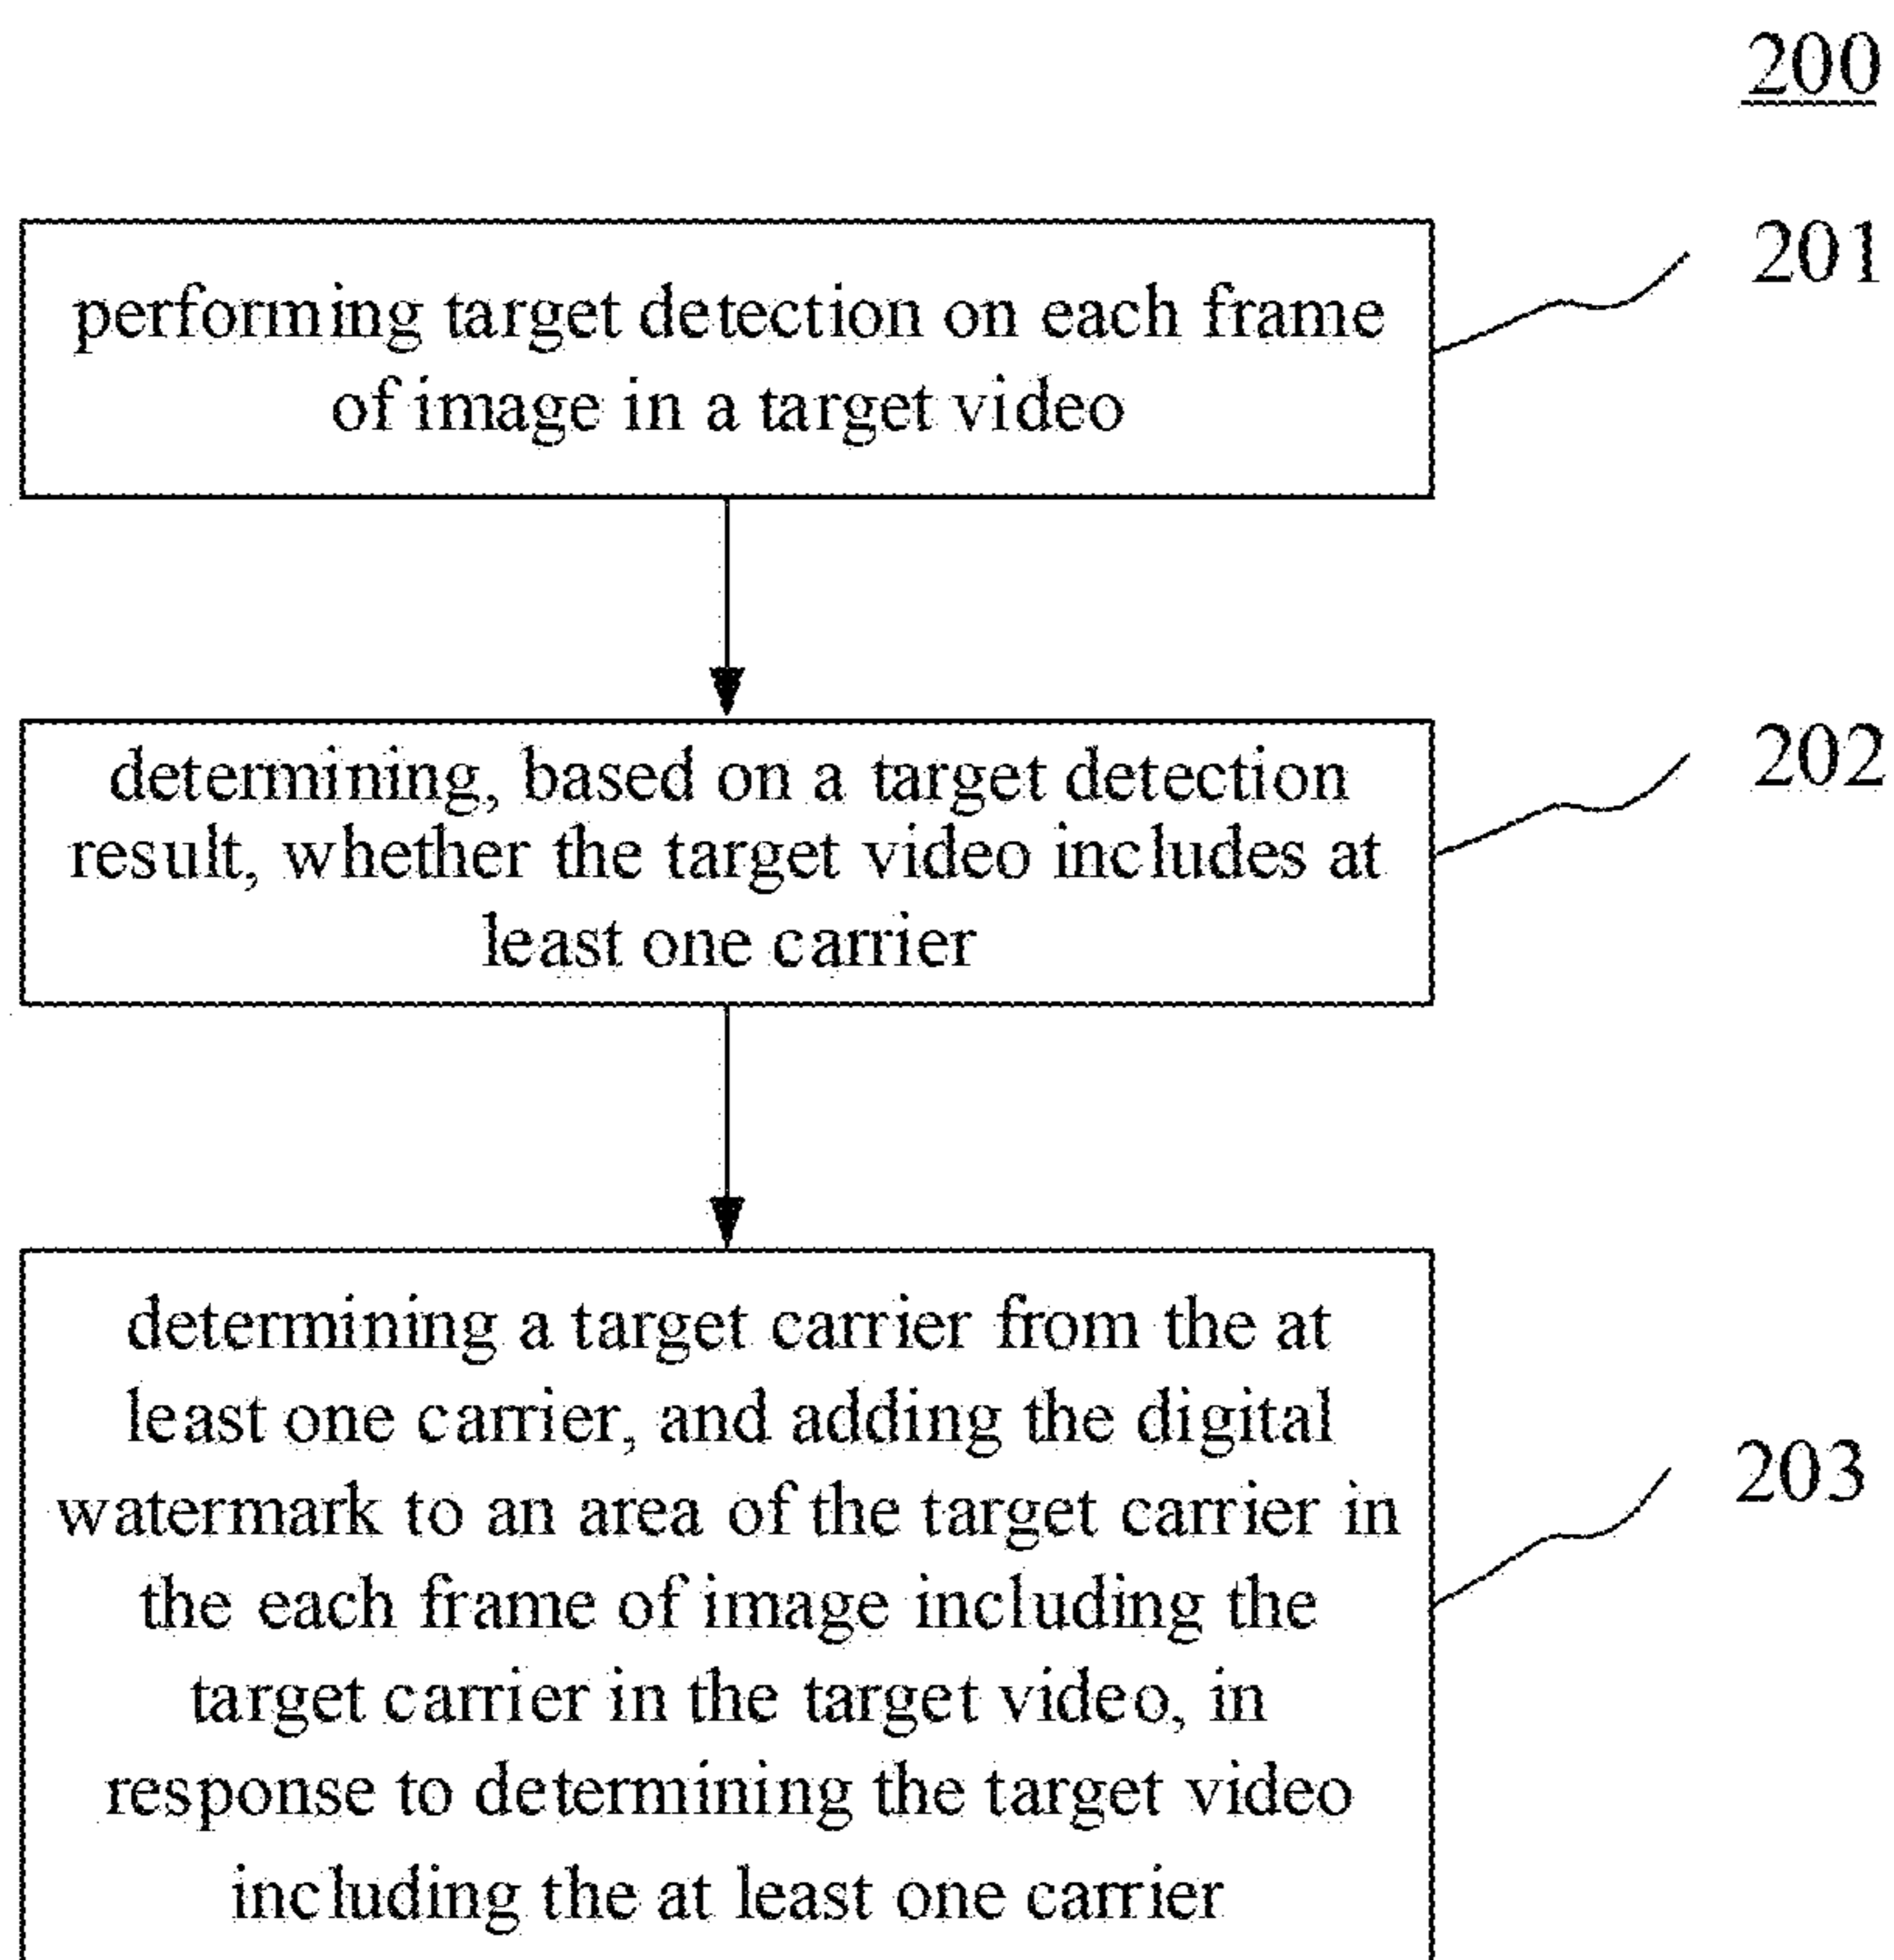 200
201
performing target detection on each frame
of image in a target video
202
determining, based on a target detection
result, whether the target video includes at
least one carrier
203
determining a target carrier from the at
least one carrier, and adding the digital
watermark to an area of the target carrier in
the each frame of image including the
target carrier in the target video, in
response to determining the target video
including the at least one carrier